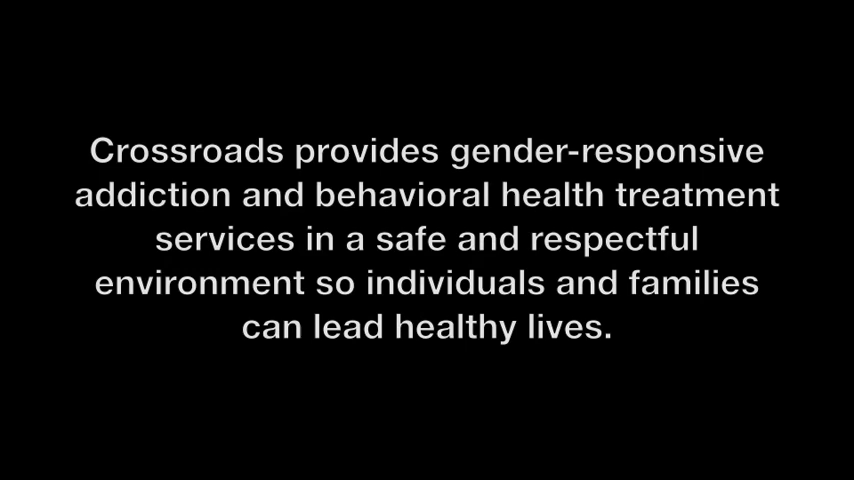 Crossroads provides gender-responsive
addiction and behavioral health treatment
services in a safe and respectful
environment so individuals and families
can lead healthy lives.